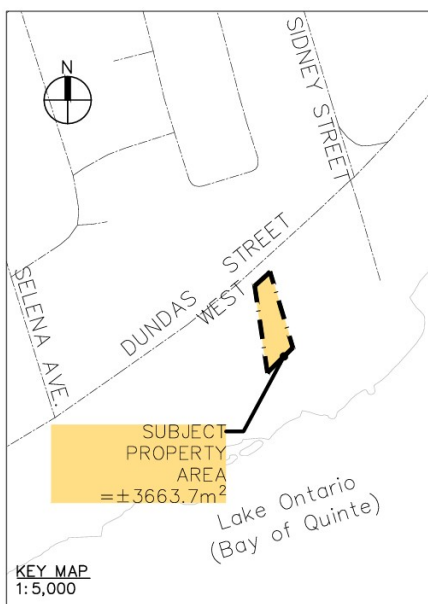 N
SIDNEY STREET
DUNDAS STREET
WEST
SELENA AVE.
SUBJECT
PROPERTY
AREA
=±3663.7m²
Lake Ontario
(Bay of Quinte)
KEY MAP
1:5,000